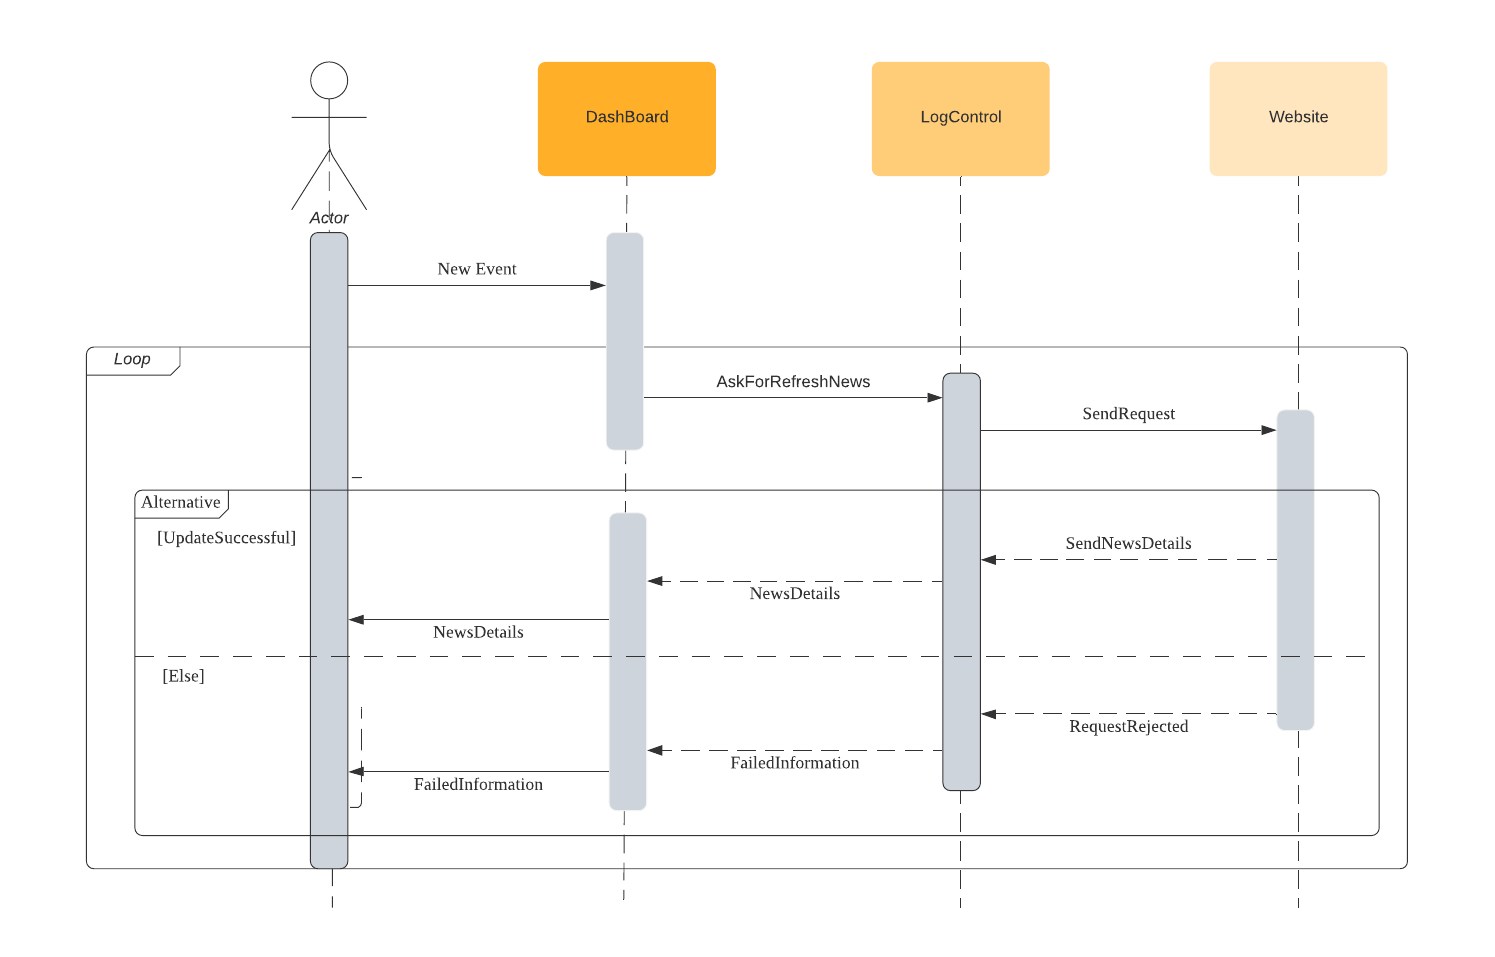 DashBoard
LogControl
Website
Actor
New Event
Loop
AskForRefreshNews
SendRequest
Alternative
[UpdateSuccessful]
SendNewsDetails
NewsDetails
NewsDetails
[Else]
RequestRejected
FailedInformation
FailedInformation